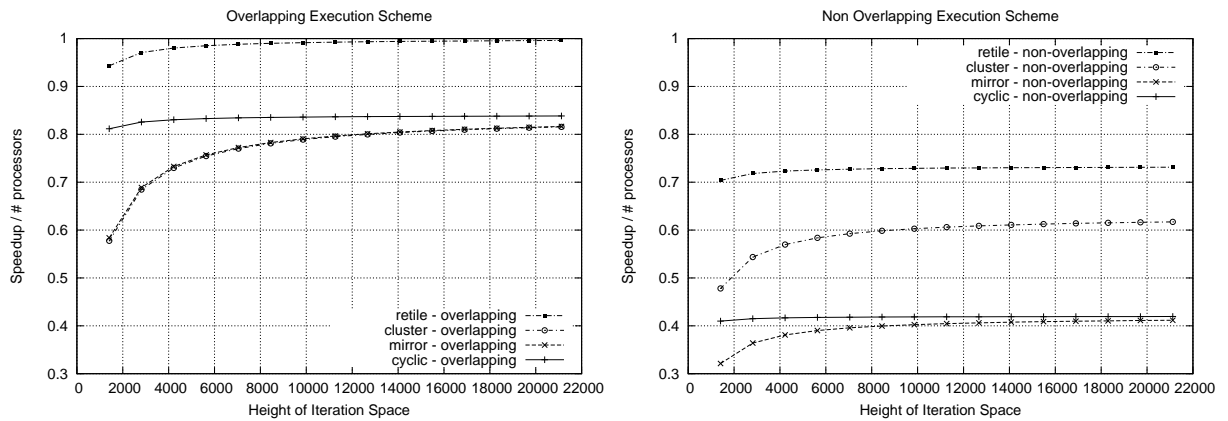 Overlapping Execution Scheme
Speedup / # processors
1
0.9
0.8
0.7
0.6
0.5
0.4
0.3
retile - overlapping
cluster - overlapping
mirror - overlapping
cyclic - overlapping
0 2000 4000 6000 8000 10000 12000 14000 16000 18000 20000 22000
Height of Iteration Space
Non Overlapping Execution Scheme
Speedup / # processors
1
0.9
0.8
0.7
0.6
0.5
0.4
0.3
retile - non-overlapping
cluster - non-overlapping
mirror - non-overlapping
cyclic - non-overlapping
0 2000 4000 6000 8000 10000 12000 14000 16000 18000 20000 22000
Height of Iteration Space